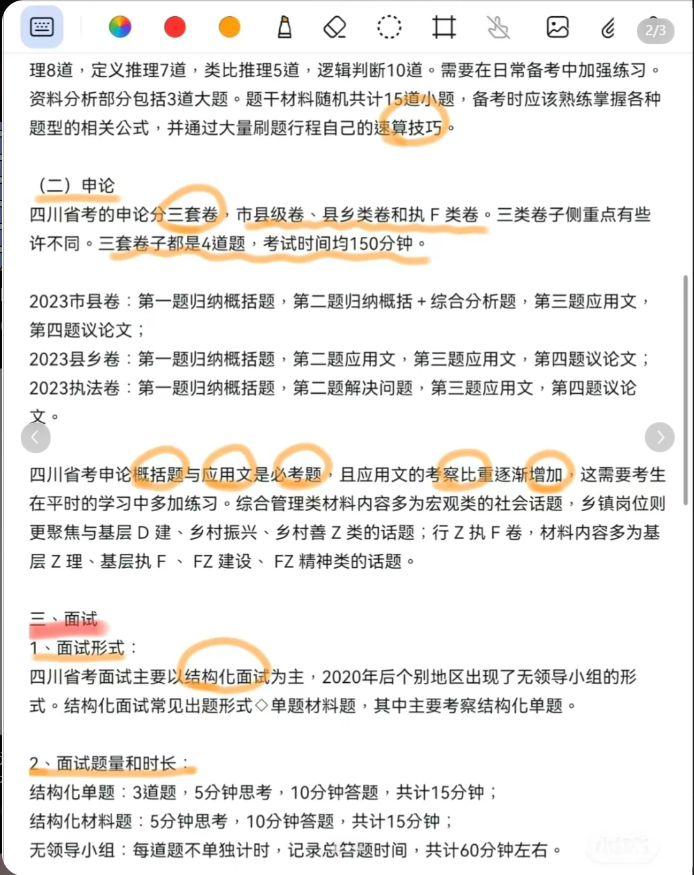 2/3
理8道，定义推理7道，类比推理5道，逻辑判断10道。需要在日常备考中加强练习。
资料分析部分包括3道大题。题干材料随机共计15道小题，备考时应该熟练掌握各种
题型的相关公式，并通过大量刷题行程自己的速算技巧。
（二）申论
四川省考的申论分三套卷，市县级卷、县乡类卷和执 F 类卷。三类卷子侧重点有些
许不同。三套卷子都是4道题，考试时间均150分钟。
2023市县卷：第一题归纳概括题，第二题归纳概括 + 综合分析题，第三题应用文，
第四题议论文；
2023县乡卷：第一题归纳概括题，第二题应用文，第三题应用文，第四题议论文；
2023执法卷：第一题归纳概括题，第二题解决问题，第三题应用文，第四题议论
文。
四川省考申论概括题与应用文是必考题，且应用文的考察比重逐渐增加，这需要考生
在平时的学习中多加练习。综合管理类材料内容多为宏观类的社会话题，乡镇岗位则
更聚焦与基层 D 建、乡村振兴、乡村善 Z 类的话题；行 Z 执 F 卷，材料内容多为基
层 Z 理、基层执 F 、 FZ 建设、 FZ 精神类的话题。
三、面试
1、面试形式：
四川省考面试主要以结构化面试为主，2020年后个别地区出现了无领导小组的形
式。结构化面试常见出题形式◇单题材料题，其中主要考察结构化单题。
2、面试题量和时长：
结构化单题：3道题，5分钟思考，10分钟答题，共计15分钟；
结构化材料题：5分钟思考，10分钟答题，共计15分钟；
无领导小组：每道题不单独计时，记录总答题时间，共计60分钟左右。